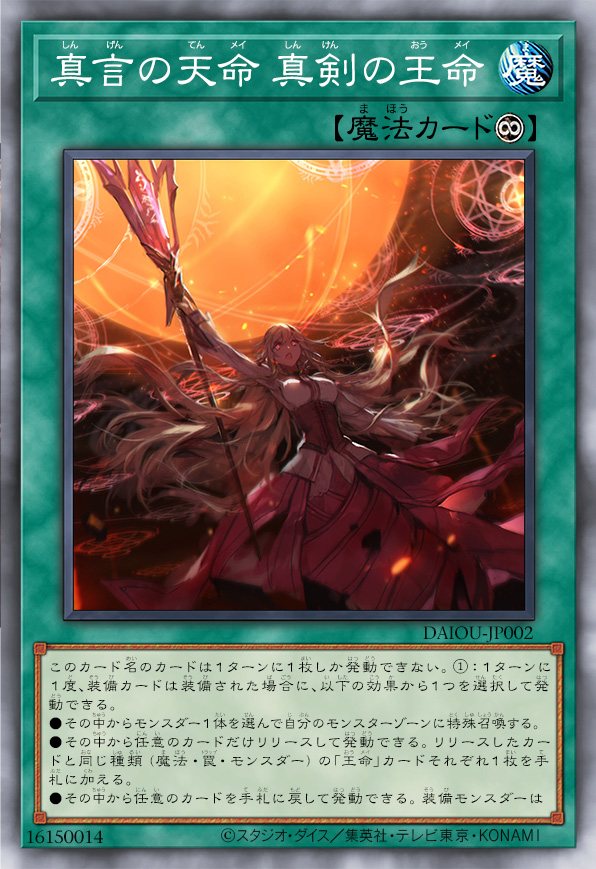 真言の天命 真剣の王命 魔
【魔法カード♾】
DAIOU-JP002
このカード名のカードは1ターンに1枚しか発動できない。①:1ターンに
1度、装備カードは装備された場合に、以下の効果から1つを選択して発
動できる。
●その中からモンスター1体を選んで自分のモンスターゾーンに特殊召喚する。
●その中から任意のカードだけリリースして発動できる。リリースしたカー
ドと同じ種類(魔法・罠・モンスター)の「王命」カードそれぞれ1枚を手
札に加える。
●その中から任意のカードを手札に戻して発動できる。装備モンスターは
16150014
©スタジオ・ダイス/集英社・テレビ東京・KONAMI